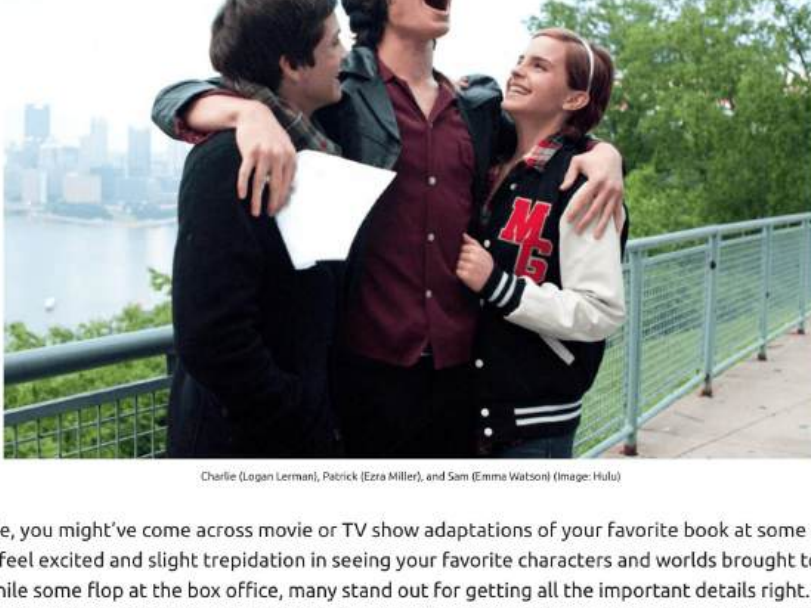 MG
Charlie (Logan Lerman), Patrick (Ezra Miller), and Sam (Emma Watson) (Image: Hulu)
e, you might've come across movie or TV show adaptations of your favorite book at some
feel excited and slight trepidation in seeing your favorite characters and worlds brought to
hile some flop at the box office, many stand out for getting all the important details right.